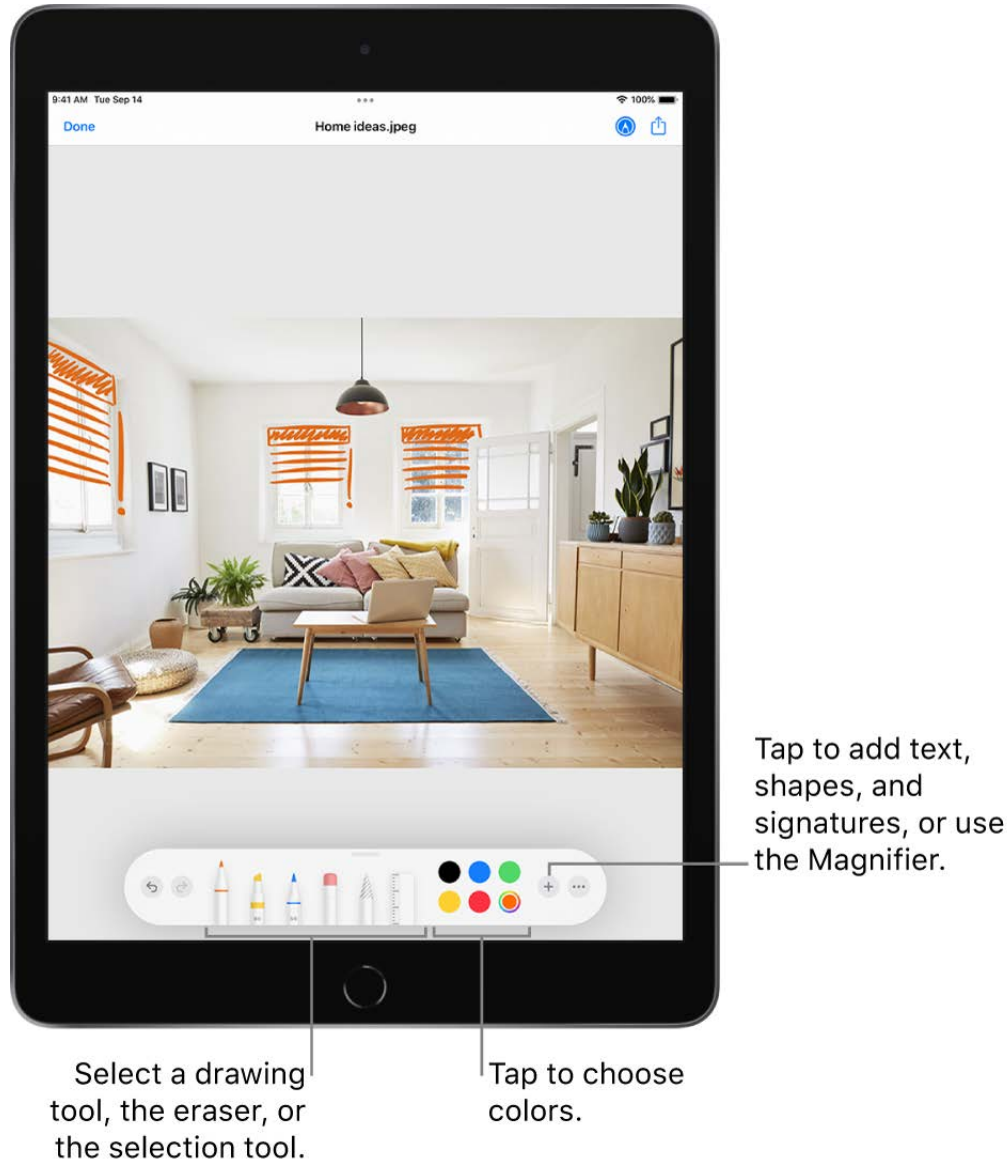 9:41 AM Tue Sep 14
100%
Done
Home ideas.jpeg
Tap to add text,
shapes, and
signatures, or use
the Magnifier.
Select a drawing
tool, the eraser, or
the selection tool.
Tap to choose
colors.